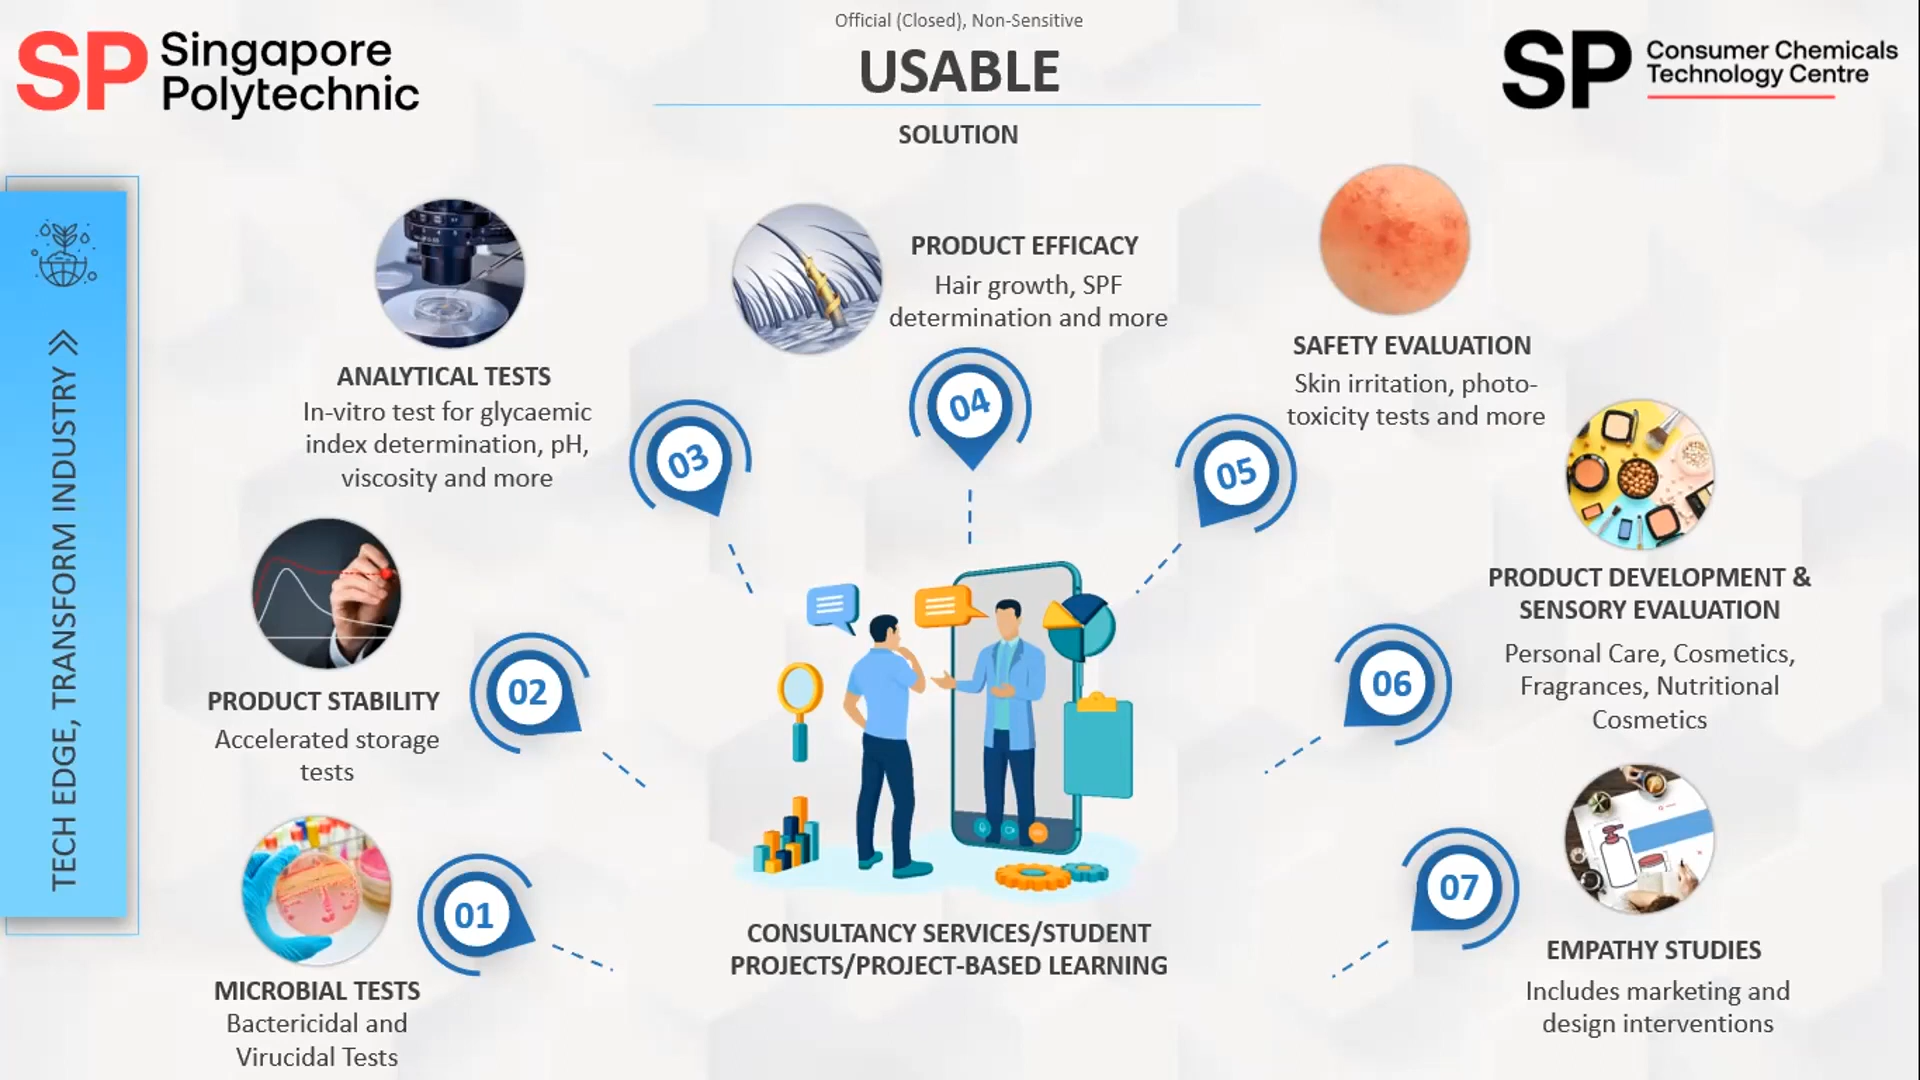 Official (Closed), Non-Sensitive
SP Singapore
Polytechnic
USABLE
SOLUTION
SP Consumer Chemicals
Technology Centre
TECH EDGE, TRANSFORM INDUSTRY
01
MICROBIAL TESTS
Bactericidal and
Virucidal Tests
02
PRODUCT STABILITY
Accelerated storage
tests
03
ANALYTICAL TESTS
In-vitro test for glycaemic
index determination, pH,
viscosity and more
04
PRODUCT EFFICACY
Hair growth, SPF
determination and more
05
SAFETY EVALUATION
Skin irritation, photo-
toxicity tests and more
06
PRODUCT DEVELOPMENT &
SENSORY EVALUATION
Personal Care, Cosmetics,
Fragrances, Nutritional
Cosmetics
07
EMPATHY STUDIES
Includes marketing and
design interventions
CONSULTANCY SERVICES/STUDENT
PROJECTS/PROJECT-BASED LEARNING